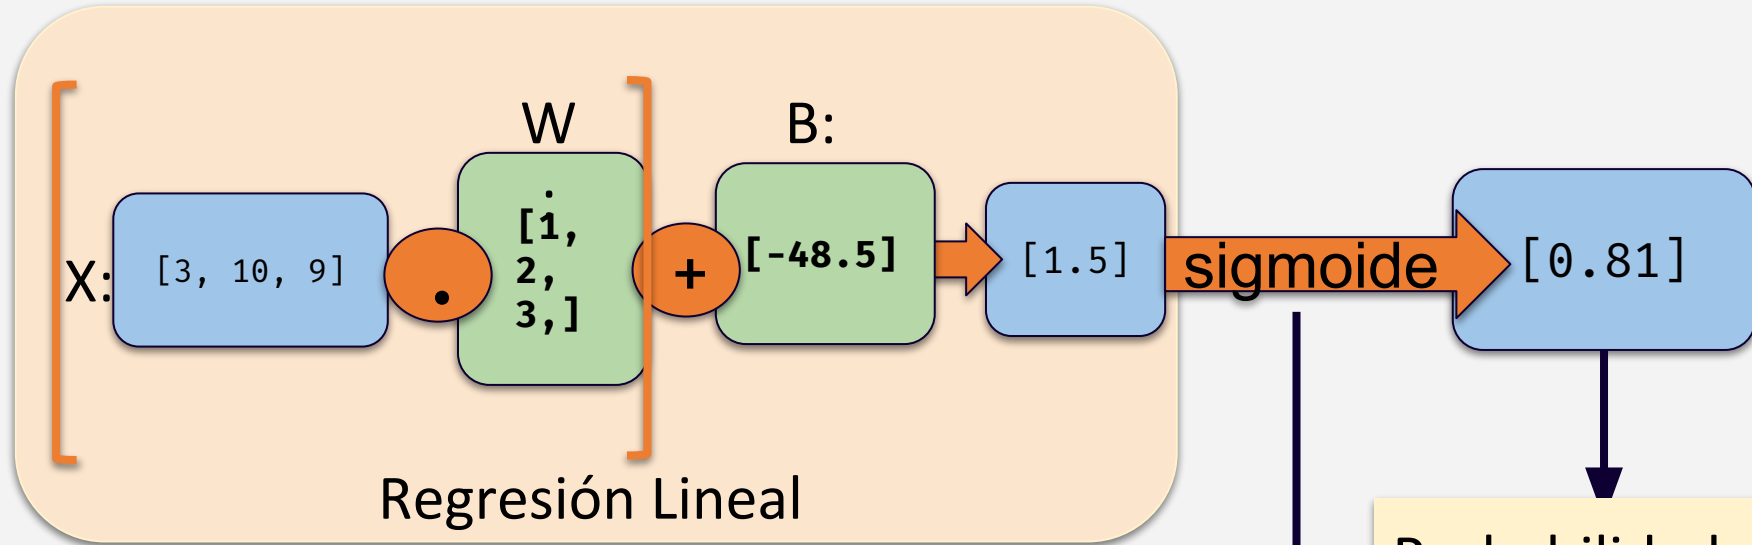 W
B:
X:
[3, 10, 9]
.
.
[1,
2,
3,]
+
[-48.5]
[1.5]
sigmoide
[0.81]
Regresión Lineal